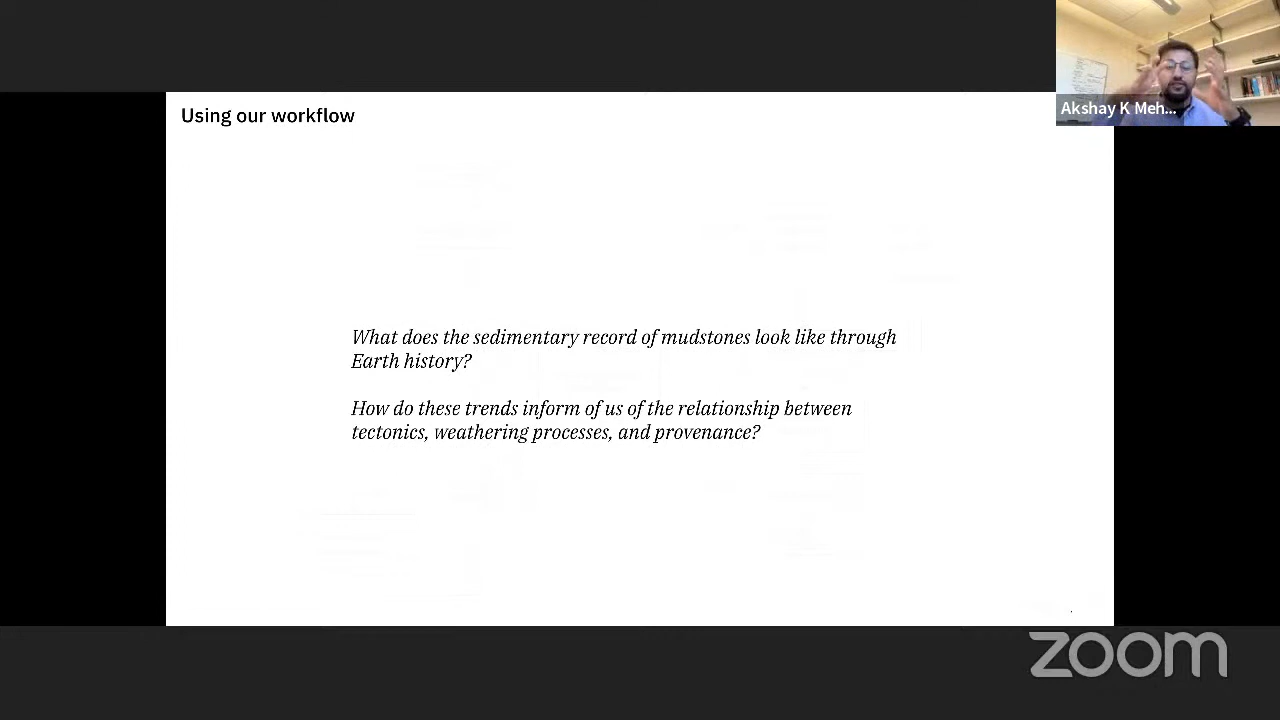 Using our workflow
Akshay K Meh...
What does the sedimentary record of mudstones look like through
Earth history?
How do these trends inform of us of the relationship between
tectonics, weathering processes, and provenance?
zoom